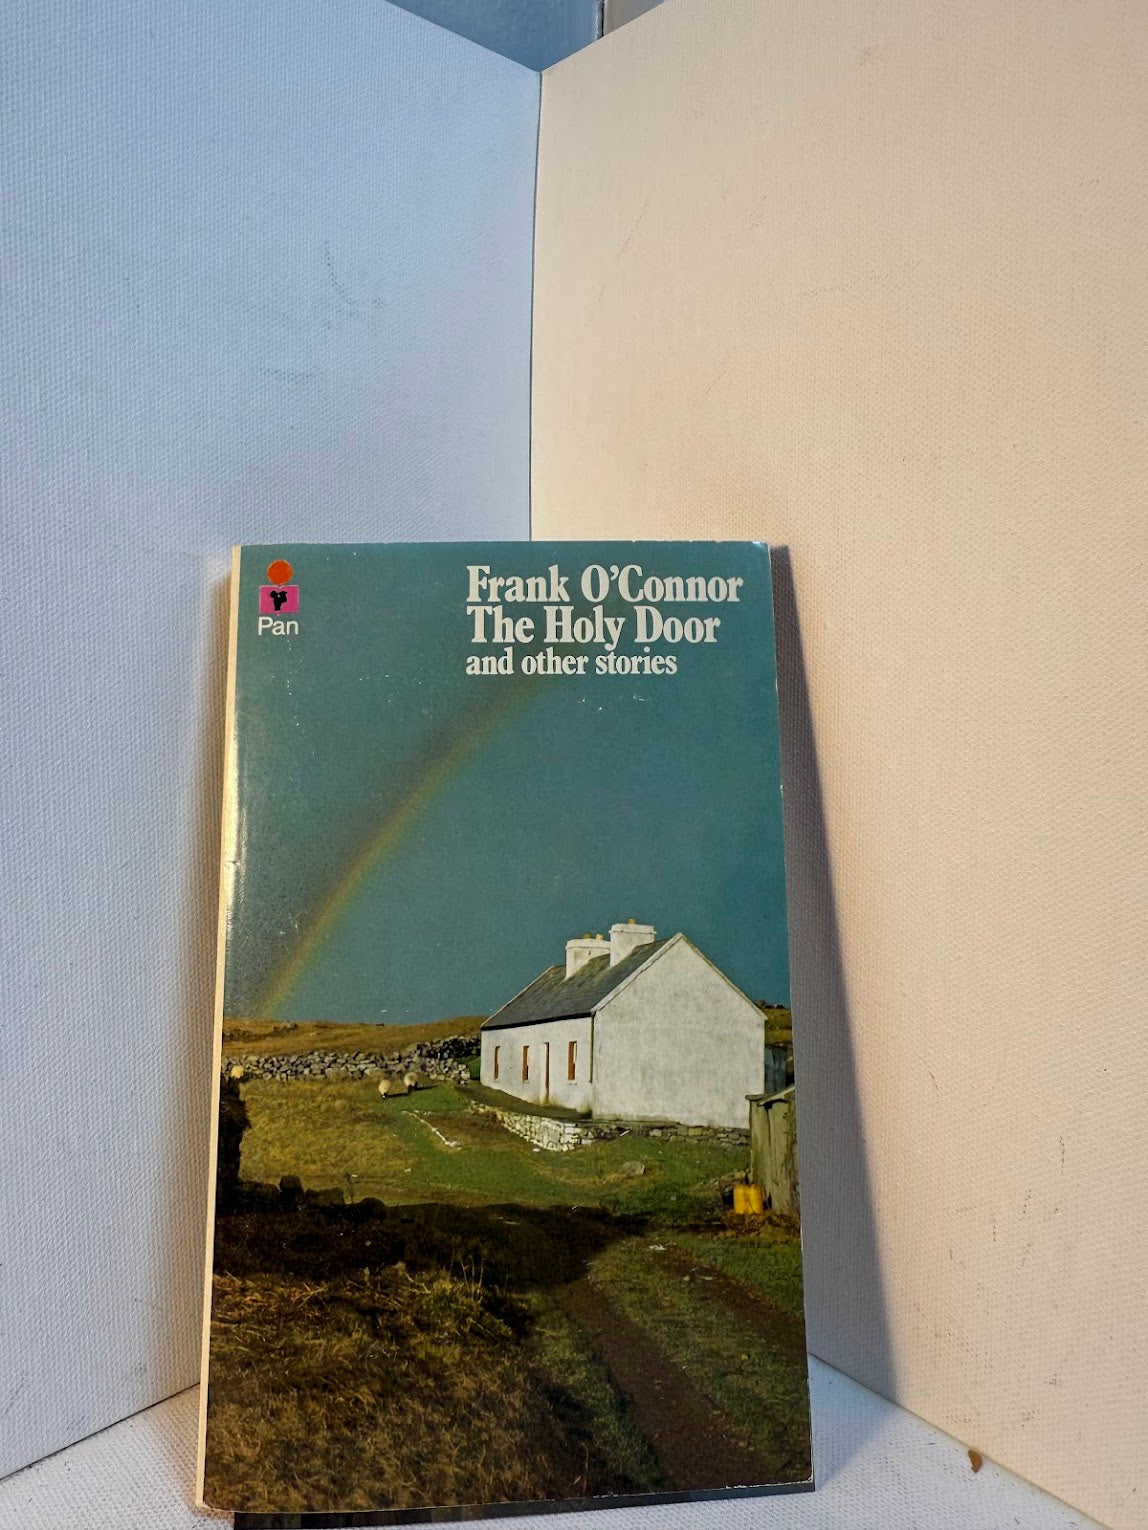 Pan
Frank O'Connor
The Holy Door
and other stories